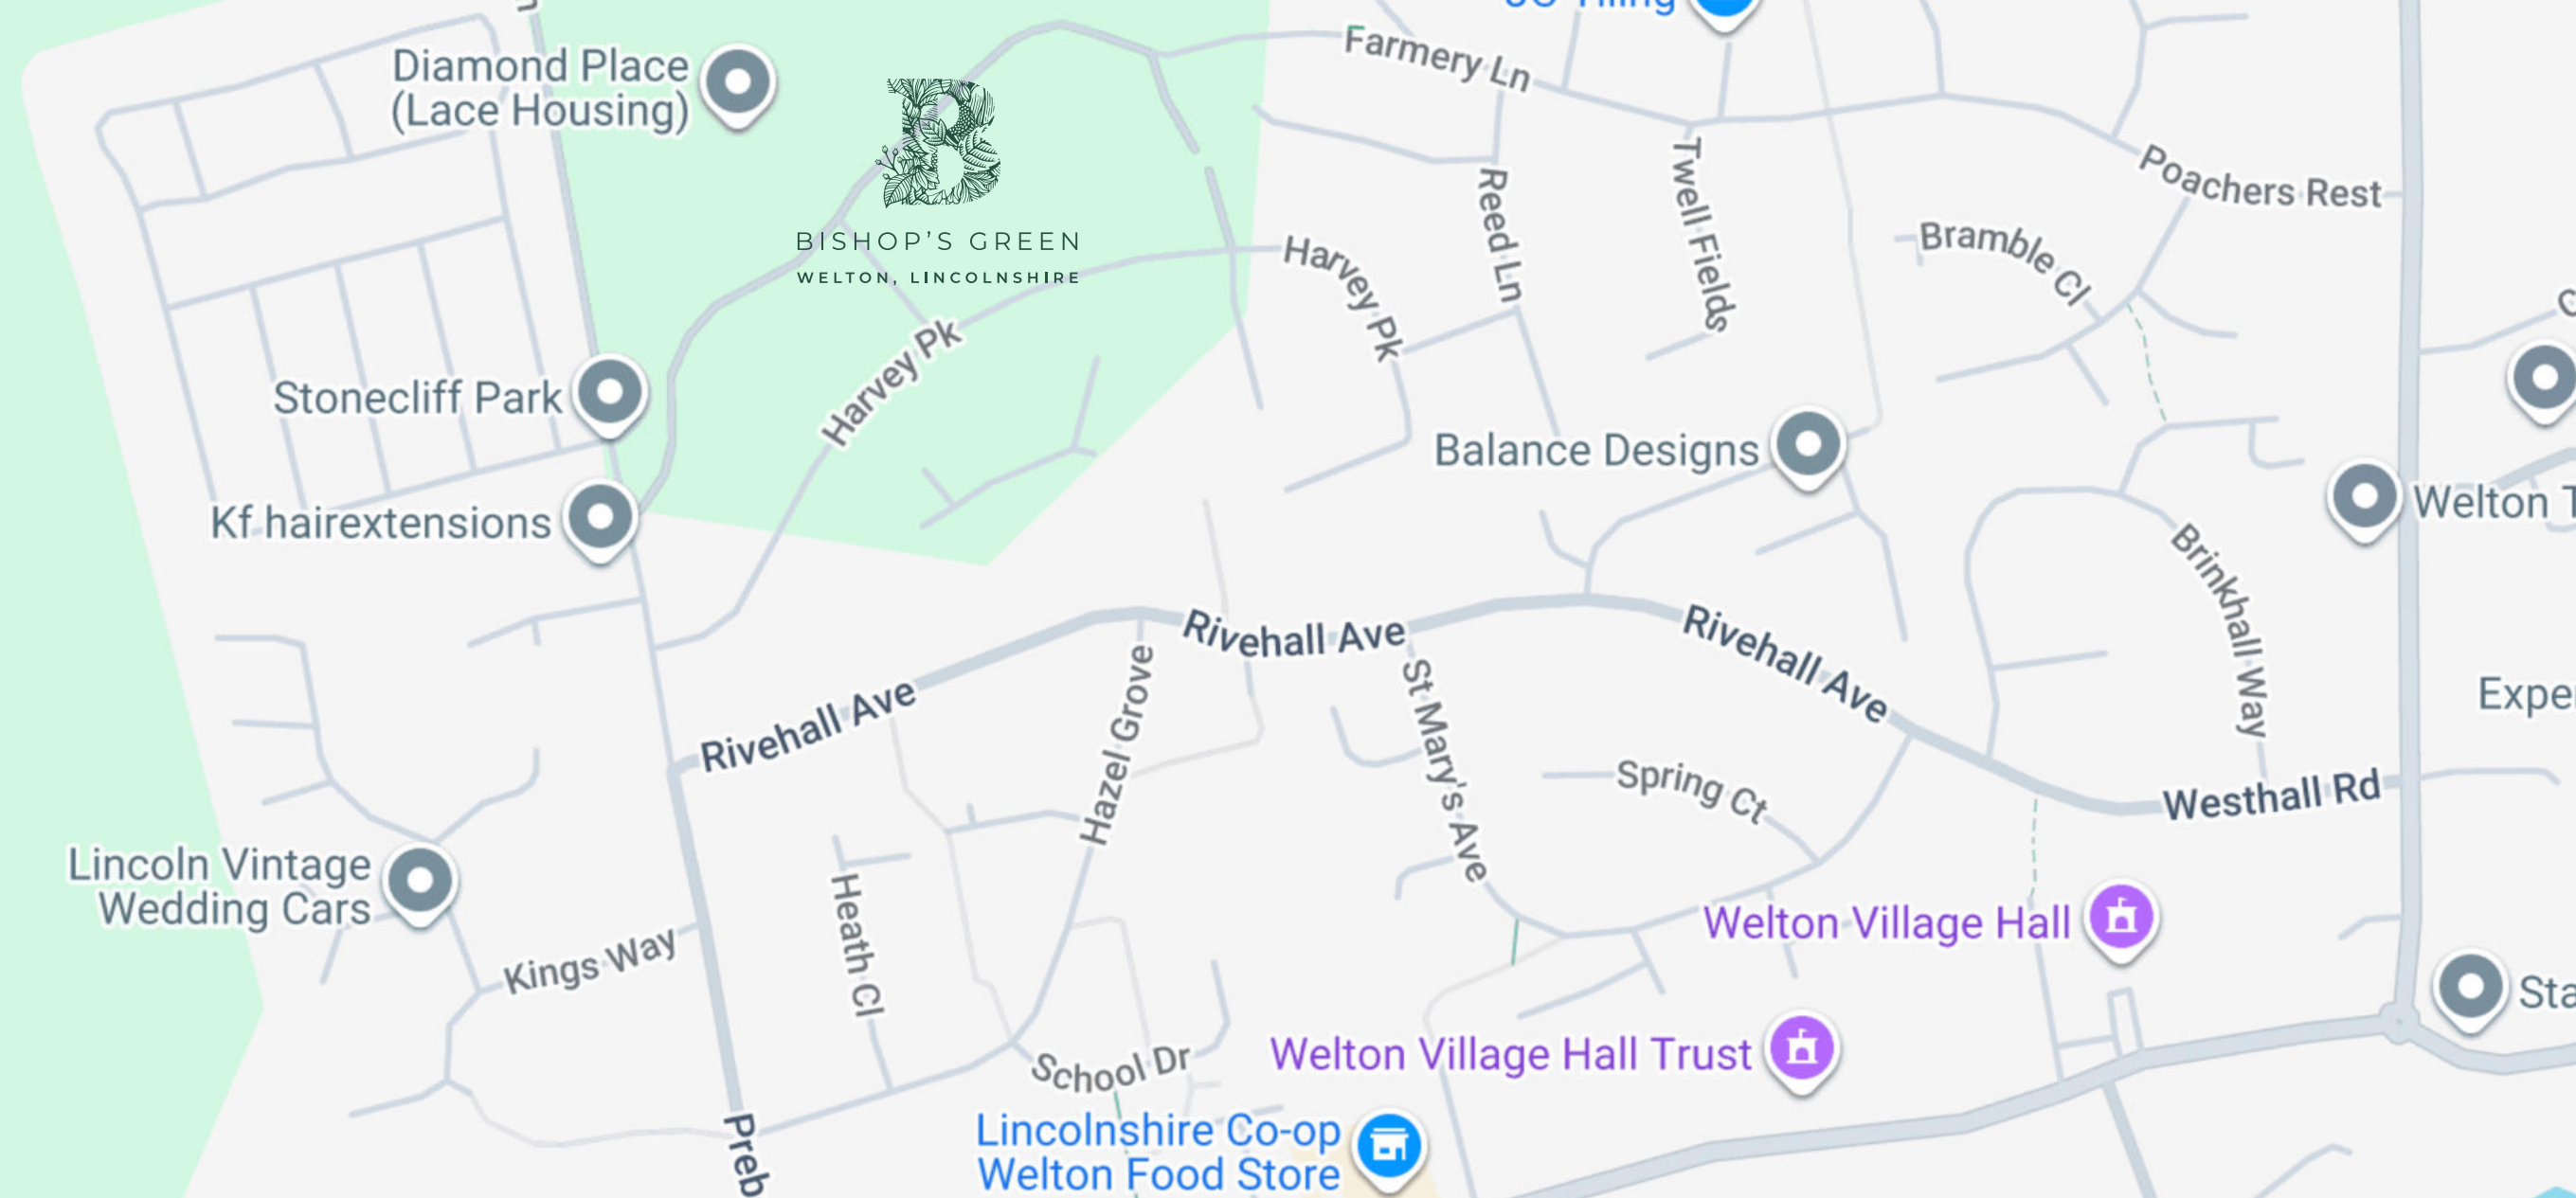 Diamond Place
(Lace Housing)
BISHOP'S GREEN
WELTON, LINCOLNSHIRE
Farmery Ln
Poachers Rest
Reed Ln
Twell Fields
Bramble Cl
Harvey Pk
Harvey Pk
Stonecliff Park
Balance Designs
Kf hairextensions
Welton T
Brinkhall Way
Rivehall Ave
Rivehall Ave
Rivehall Ave
Hazel Grove
St Mary's Ave
Spring Ct
Westhall Rd
Expe
Lincoln Vintage
Wedding Cars
Heath Cl
Kings Way
Welton Village Hall
Sta
School Dr
Welton Village Hall Trust
Lincolnshire Co-op
Welton Food Store
Preb